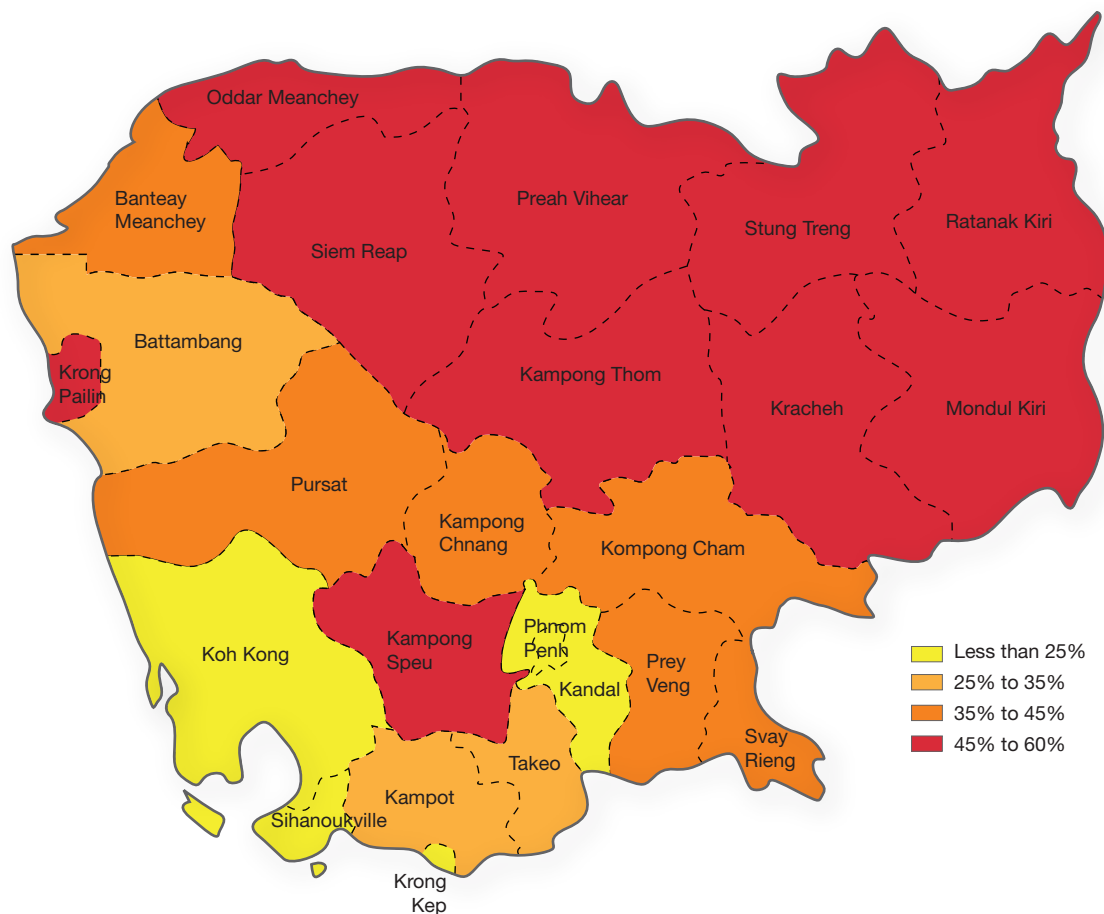 Oddar Meanchey
Banteay
Meanchey
Preah Vihear
Stung Treng
Ratanak Kiri
Siem Reap
Battambang
Krong
Pailin
Kampong Thom
Kracheh
Mondul Kiri
Pursat
Kampong
Chnang
Kompong Cham
Phnom
Penh
Koh Kong
Kampong
Speu
Kandal
Prey
Veng
Svay
Rieng
Takeo
Kampot
Sihanoukville
Krong
Kep
Less than 25%
25% to 35%
35% to 45%
45% to 60%